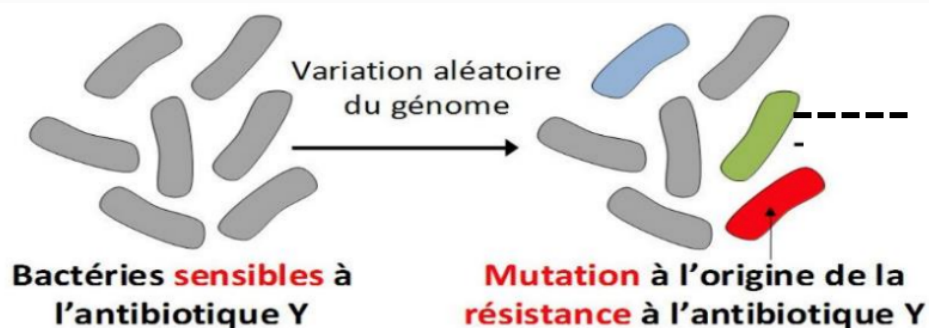 Variation aléatoire
du génome
Bactéries sensibles à
l'antibiotique Y
Mutation à l'origine de la
résistance à l'antibiotique Y